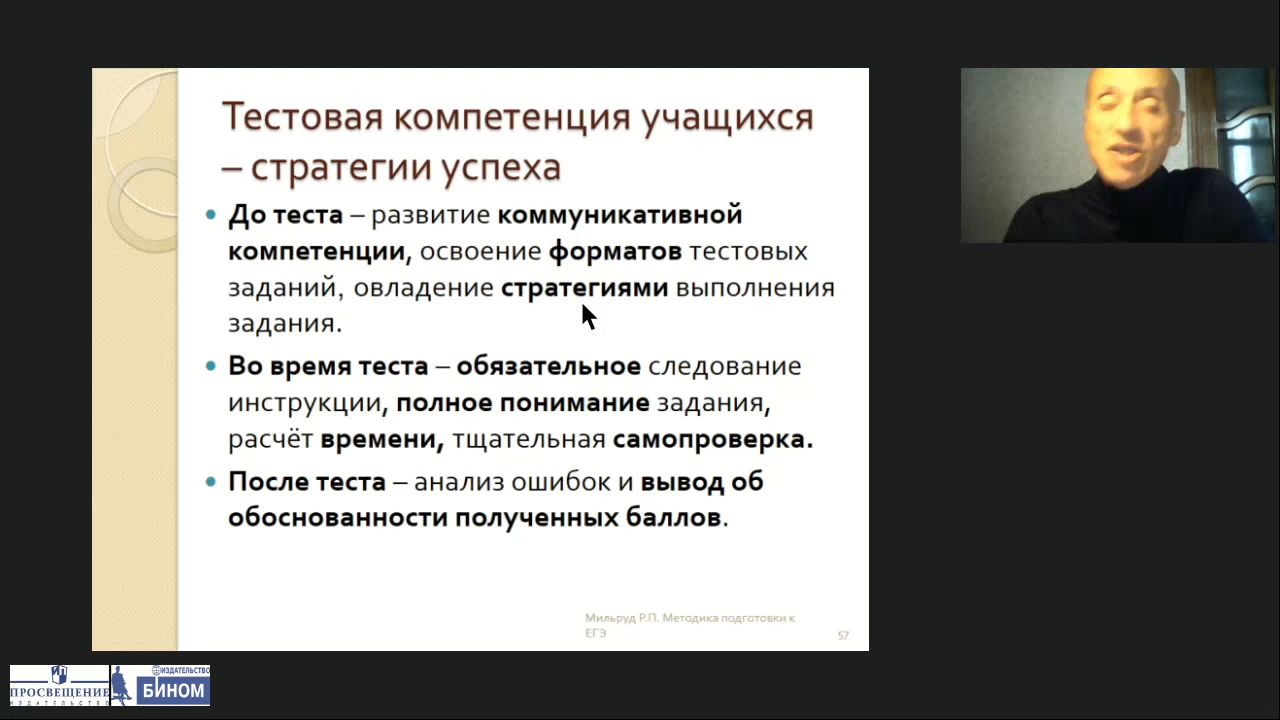 Тестовая компетенция учащихся
– стратегии успеха
До теста – развитие коммуникативной
компетенции, освоение форматов тестовых
заданий, овладение стратегиями выполнения
задания.
Во время теста – обязательное следование
инструкции, полное понимание задания,
расчёт времени, тщательная самопроверка.
После теста – анализ ошибок и вывод об
обоснованности полученных баллов.
Мильруд Р.П. Методика подготовки к
ЕГЭ
57
ПРОСВЕЩЕНИЕ
ИЗДАТЕЛЬСТВО
ИЗДАТЕЛЬСТВО
БИНОМ